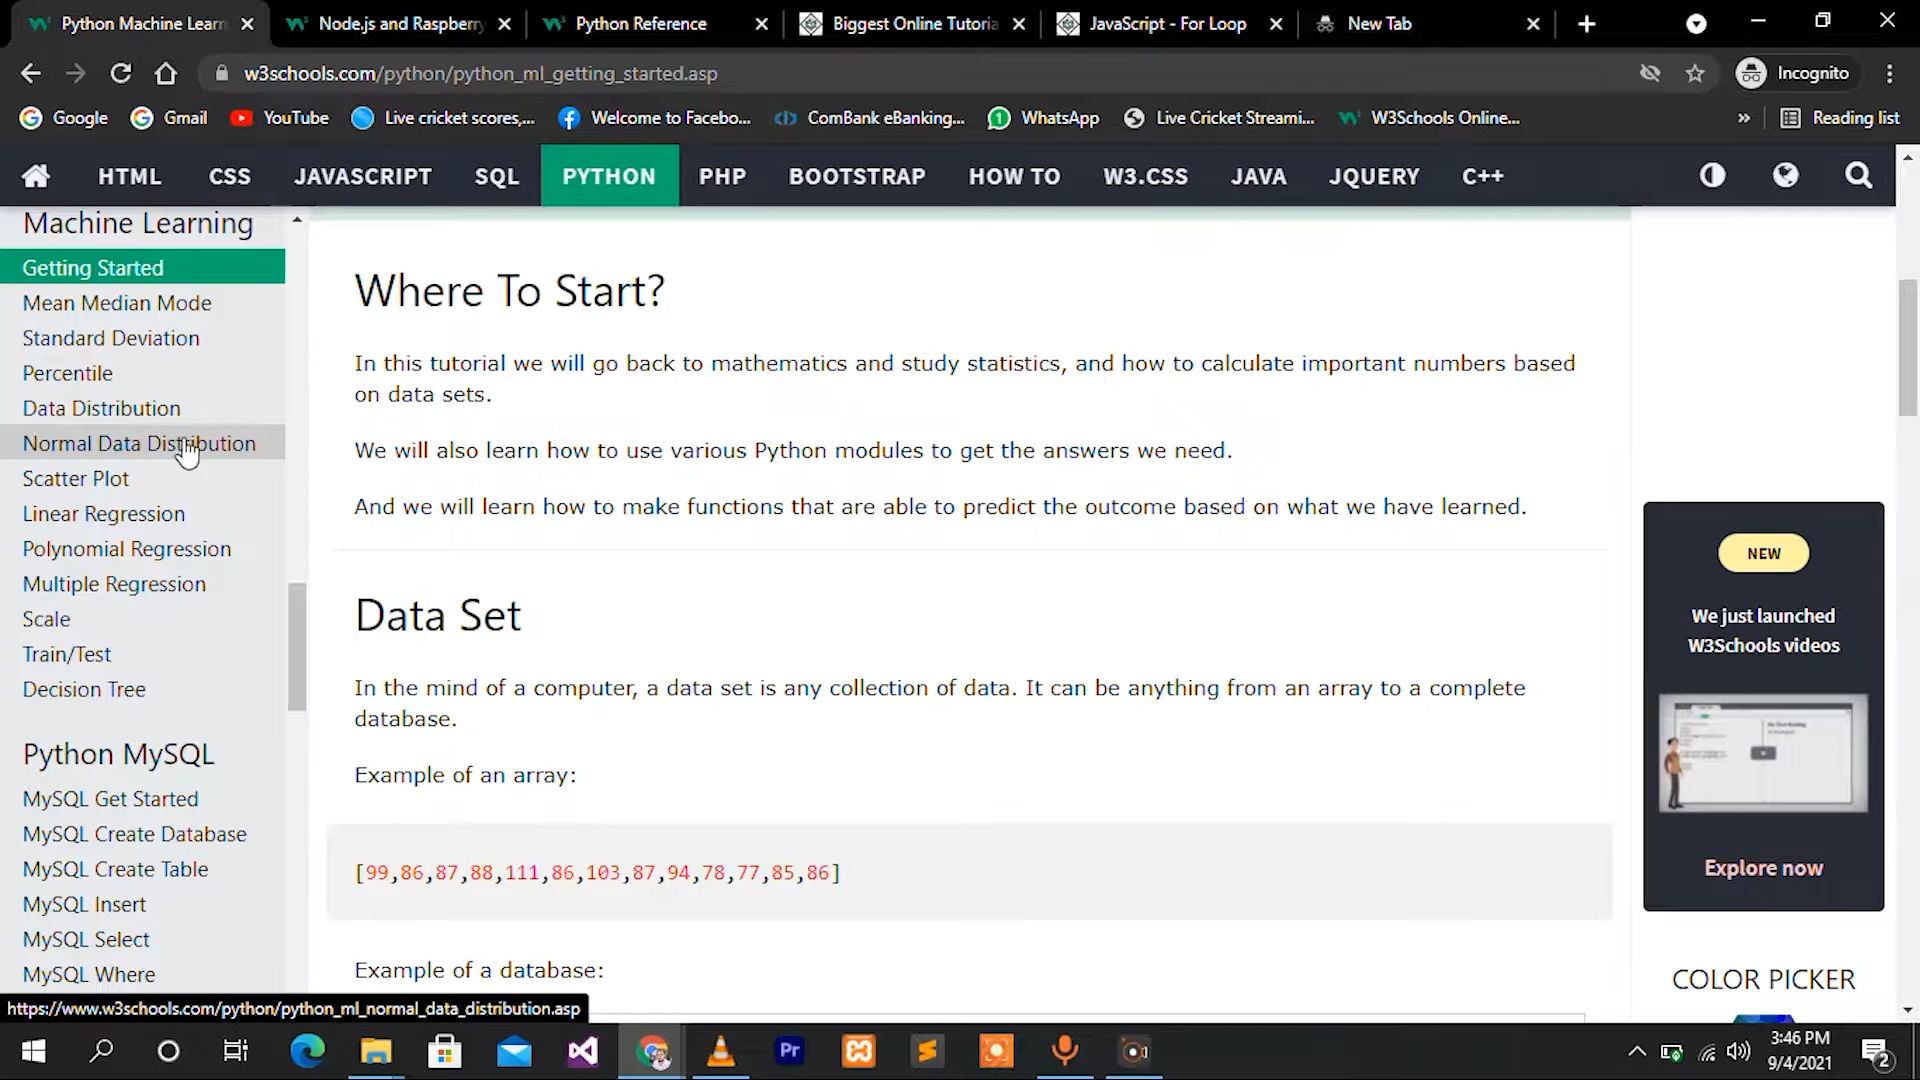 Python Machine Learn
Node.js and Raspberry
Python Reference
Biggest Online Tutoria
JavaScript - For Loop
New Tab
w3schools.com/python/python_ml_getting_started.asp
Incognito
Google
Gmail
YouTube
Live cricket scores,...
Welcome to Facebo...
ComBank eBanking...
WhatsApp
Live Cricket Streami...
W3Schools Online...
»
Reading list
HTML
CSS
JAVASCRIPT
SQL
PYTHON
PHP
BOOTSTRAP
HOW TO
W3.CSS
JAVA
JQUERY
C++
Machine Learning
Getting Started
Mean Median Mode
Standard Deviation
Percentile
Data Distribution
Normal Data Distribution
Scatter Plot
Linear Regression
Polynomial Regression
Multiple Regression
Scale
Train/Test
Decision Tree
Python MySQL
MySQL Get Started
MySQL Create Database
MySQL Create Table
MySQL Insert
MySQL Select
MySQL Where
Where To Start?
In this tutorial we will go back to mathematics and study statistics, and how to calculate important numbers based
on data sets.
We will also learn how to use various Python modules to get the answers we need.
And we will learn how to make functions that are able to predict the outcome based on what we have learned.
Data Set
In the mind of a computer, a data set is any collection of data. It can be anything from an array to a complete
database.
Example of an array:
[99,86,87,88,111,86,103,87,94,78,77,85,86]
Example of a database:
NEW
We just launched
W3Schools videos
Explore now
COLOR PICKER
https://www.w3schools.com/python/python_ml_normal_data_distribution.asp
Pr
3:46 PM
9/4/2021
2